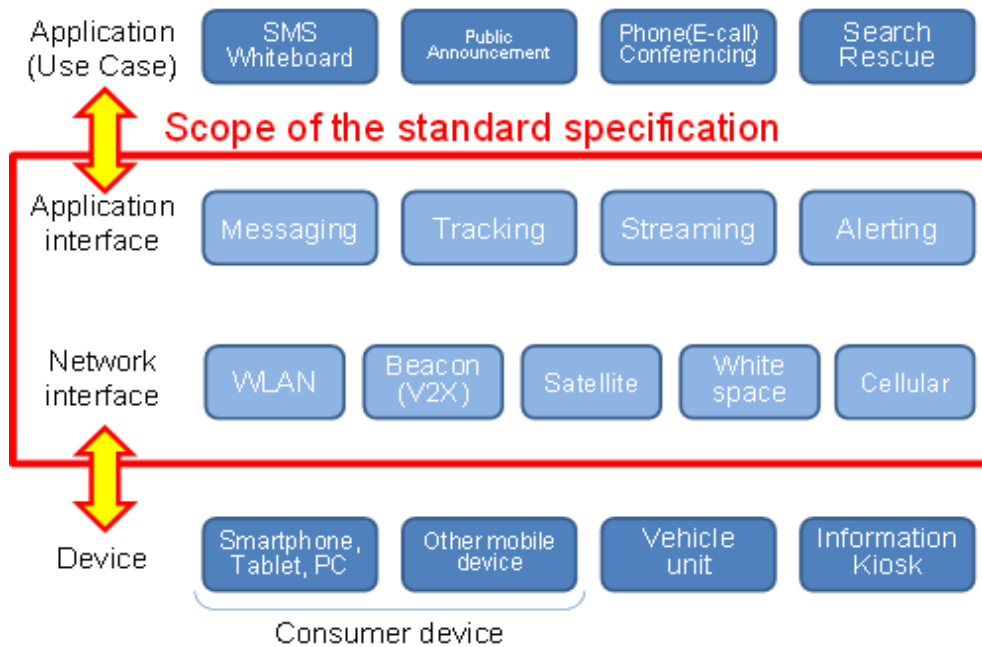 Application
(Use Case)
SMS
Whiteboard
Public
Announcement
Phone(E-call)
Conferencing
Search
Rescue
Scope of the standard specification
Application
interface
Messaging
Tracking
Streaming
Alerting
Network
interface
WLAN
Beacon
(V2X)
Satellite
White
space
Cellular
Device
Smartphone,
Tablet, PC
Other mobile
device
Vehicle
unit
Information
Kiosk
Consumer device